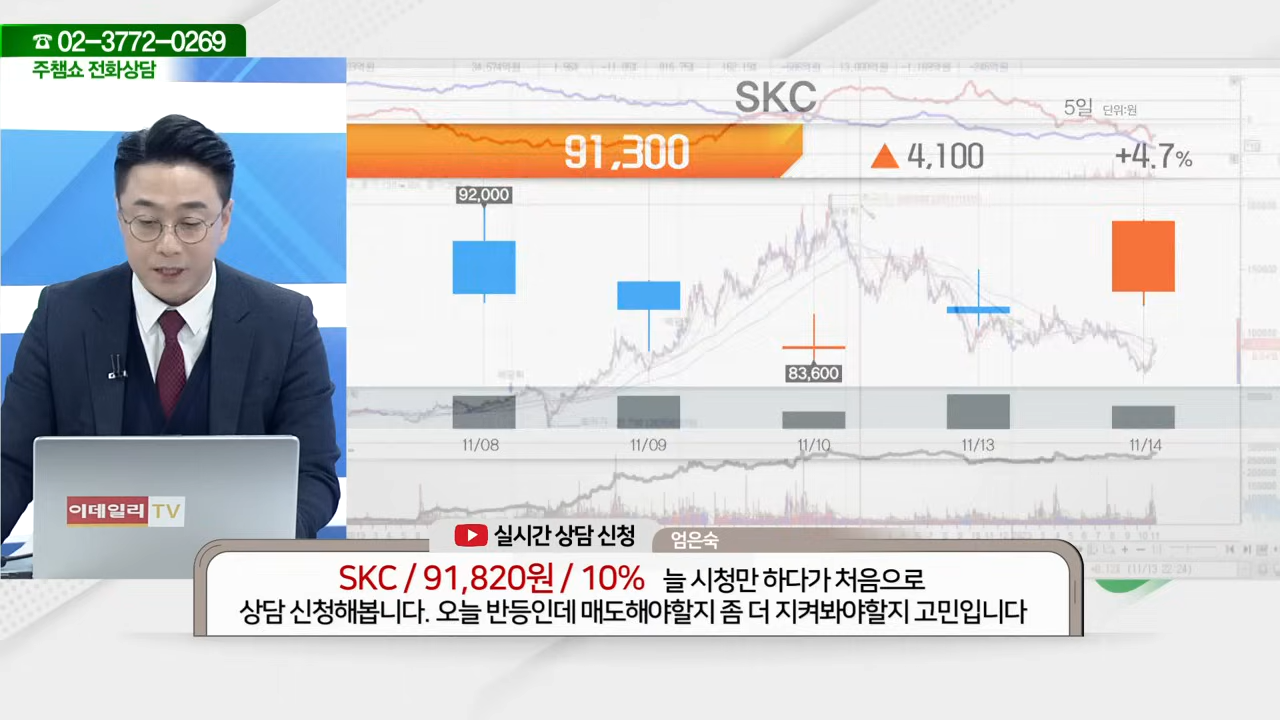 ☎ 02-3772-0269
주챔쇼 전화상담
SKC
5일 단위:원
91,300 ▲ 4,100 +4.7%
92,000
83,600
11/08 11/09 11/10 11/13 11/14
이데일리 TV
실시간 상담 신청 엄은숙
SKC / 91,820원 / 10% 늘 시청만 하다가 처음으로
상담 신청해봅니다. 오늘 반등인데 매도해야할지 좀 더 지켜봐야할지 고민입니다